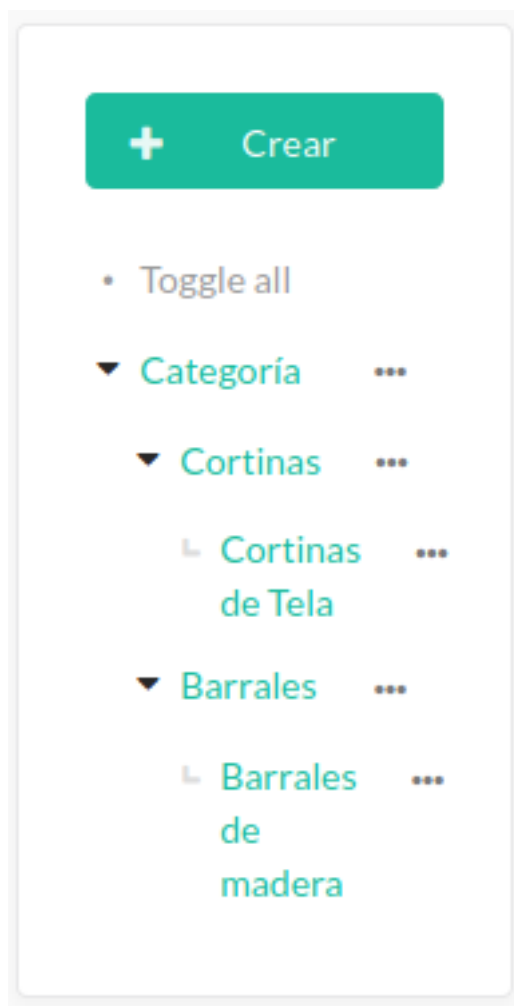 Crear
Toggle all
Categoría
Cortinas
Cortinas
de Tela
Barrales
Barrales
de
madera